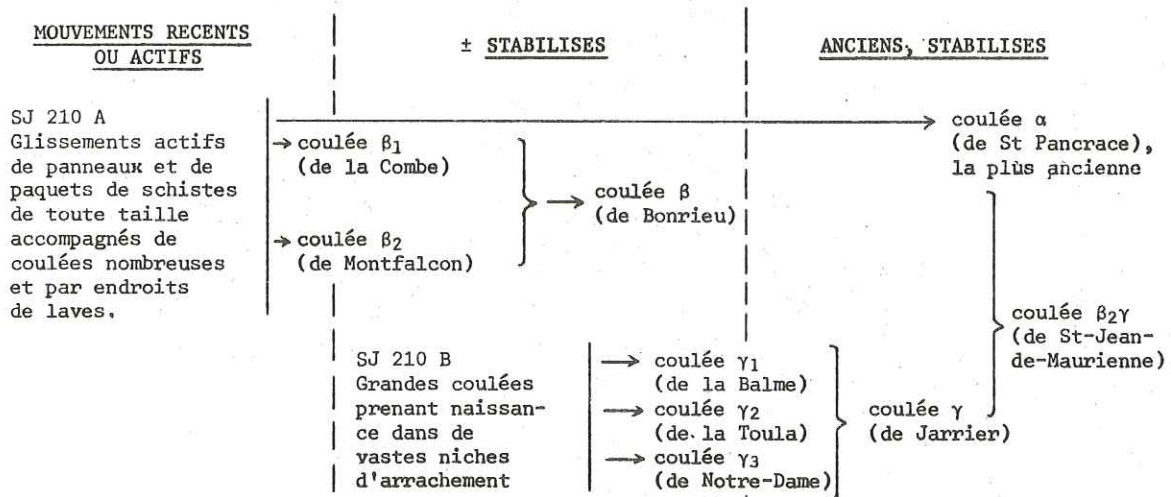 MOUVEMENTS RECENTS
OU ACTIFS
± STABILISES
ANCIENS, STABILISES
SJ 210 A
Glissements actifs
de panneaux et de
paquets de schistes
de toute taille
accompagnés de
coulées nombreuses
et par endroits
de laves.
coulée β₁
(de la Combe)
coulée β₂
(de Montfalcon)
coulée β
(de Bonrieu)
coulée α
(de St Pancrace),
la plus ancienne
SJ 210 B
Grandes coulées
prenant naissan-
ce dans de
vastes niches
d'arrachement
coulée γ₁
(de la Balme)
coulée γ₂
(de la Toula)
coulée γ₃
(de Notre-Dame)
coulée γ
(de Jarrier)
coulée β₂γ
(de St-Jean-
de-Maurienne)